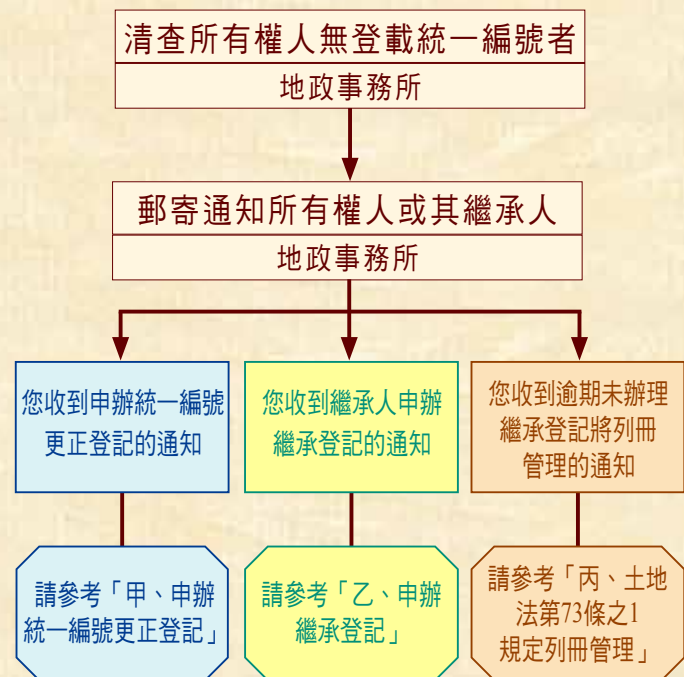 清查所有權人無登載統一編號者
地政事務所
郵寄通知所有權人或其繼承人
地政事務所
您收到申辦統一編號
更正登記的通知
您收到繼承人申辦
繼承登記的通知
您收到逾期未辦理
繼承登記將列冊
管理的通知
請參考「甲、申辦
統一編號更正登記」
請參考「乙、申辦
繼承登記」
請參考「丙、土地
法第73條之1
規定列冊管理」